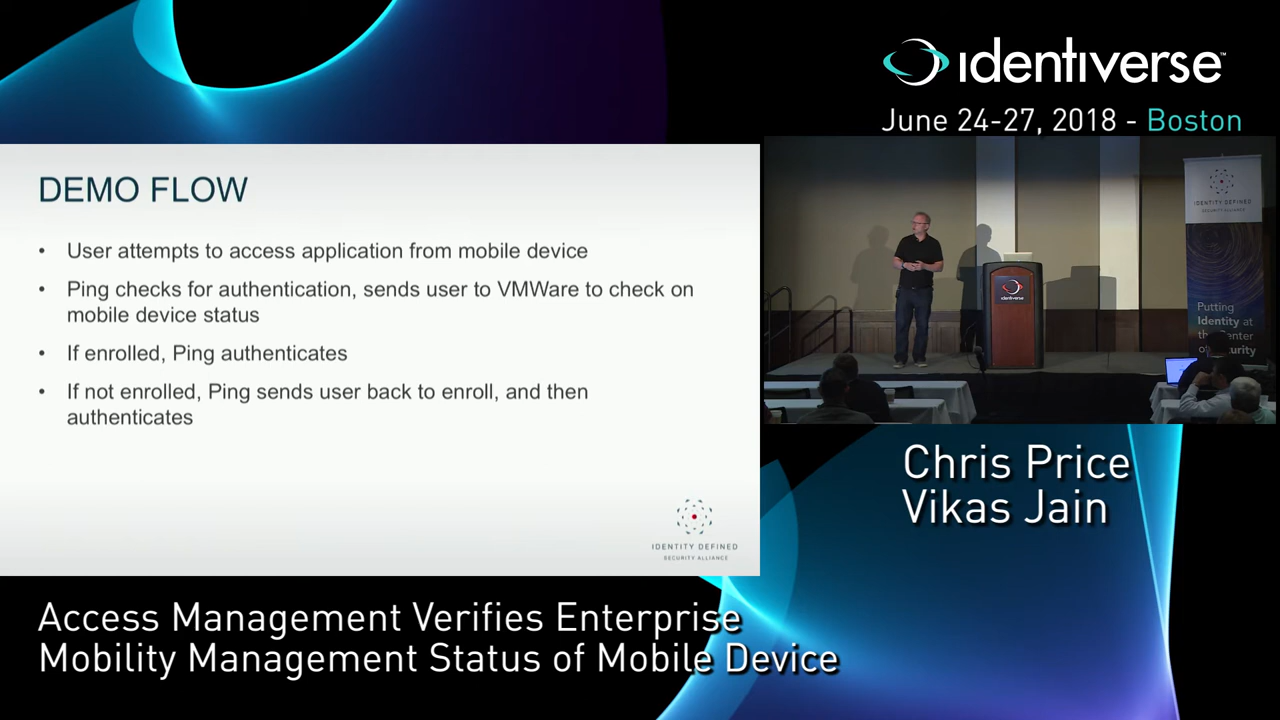 identiverse™
June 24-27, 2018 - Boston
DEMO FLOW
• User attempts to access application from mobile device
• Ping checks for authentication, sends user to VMWare to check on
mobile device status
• If enrolled, Ping authenticates
• If not enrolled, Ping sends user back to enroll, and then
authenticates
IDENTITY DEFINED
SECURITY ALLIANCE
IDENTITY DEFINED
SECURITY ALLIANCE
Putting
Identity at
the Center
of Security
identiverse
Chris Price
Vikas Jain
Access Management Verifies Enterprise
Mobility Management Status of Mobile Device